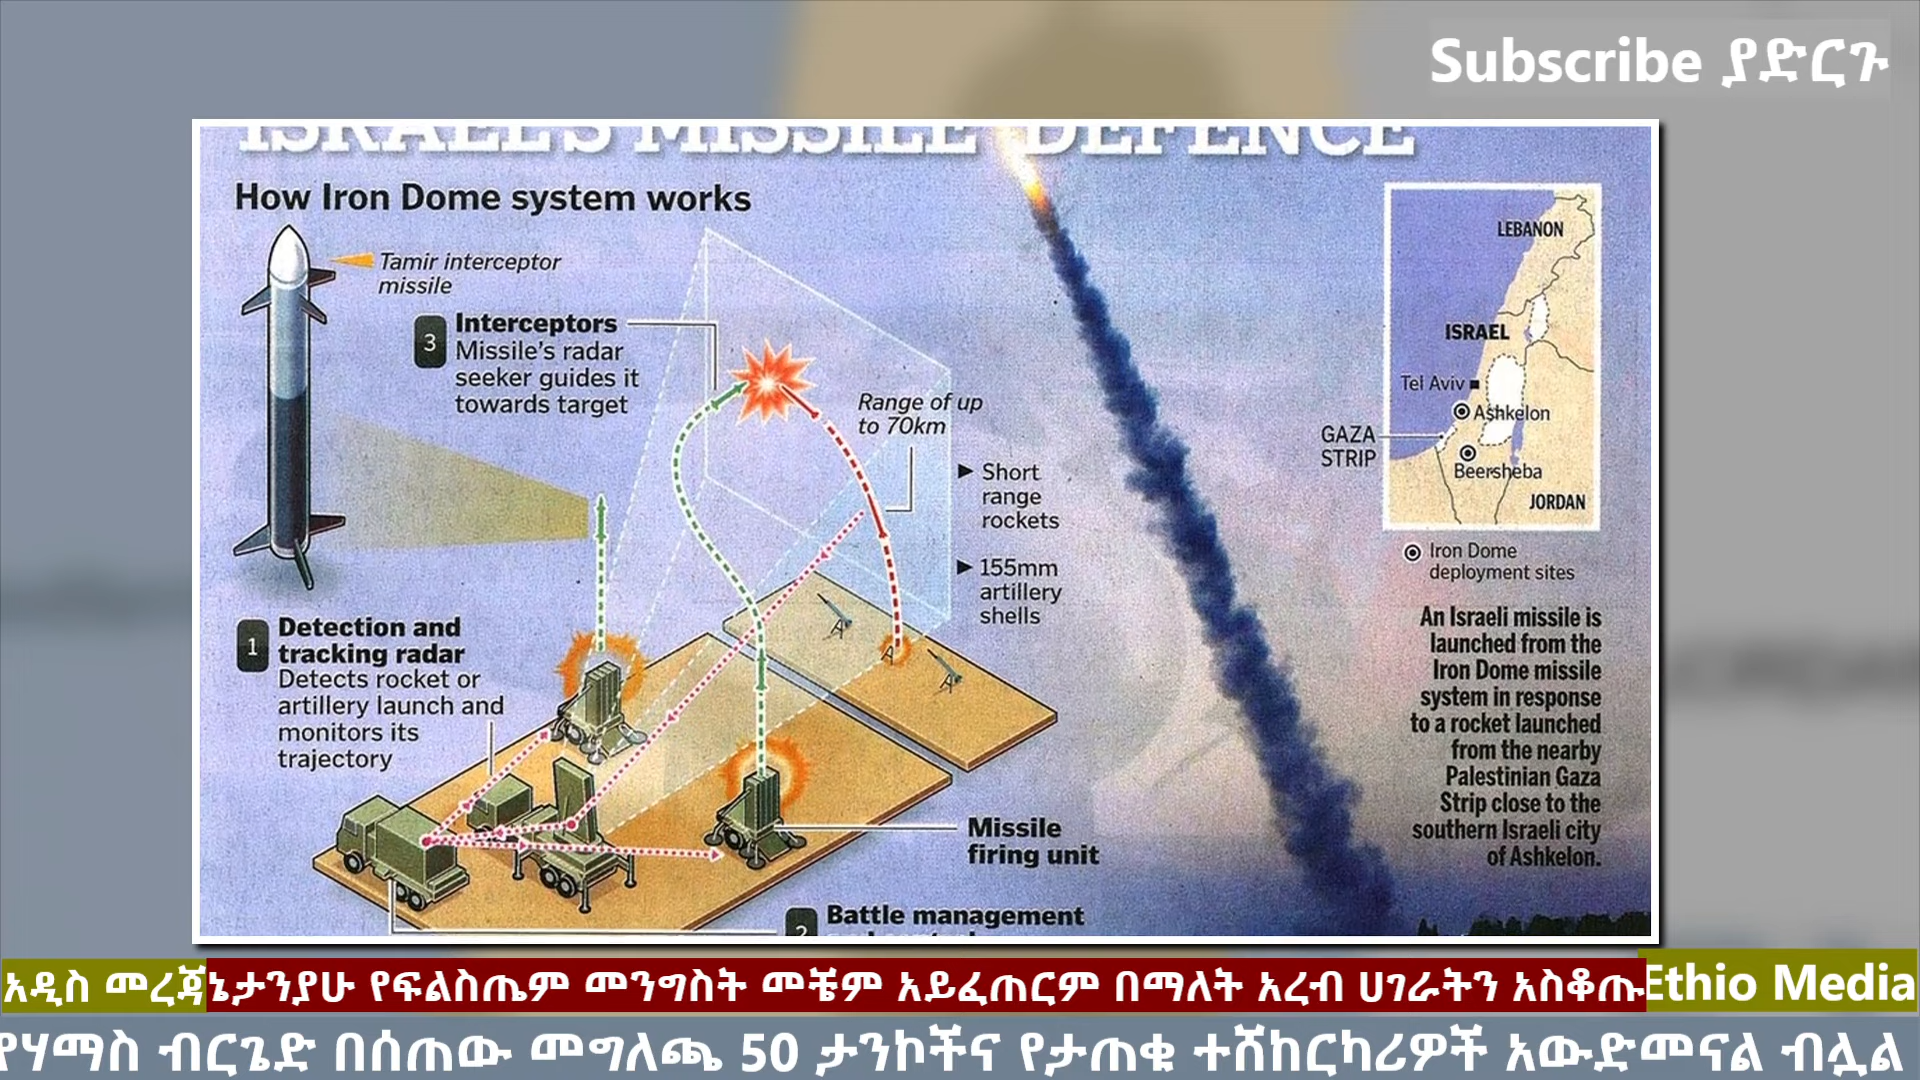 Subscribe ያድርጉ
ISRAEL'S MISSILE DEFENCE
How Iron Dome system works
Tamir interceptor
missile
3
Interceptors
Missile's radar
seeker guides it
towards target
Range of up
to 70km
Short
range
rockets
155mm
artillery
shells
1
Detection and
tracking radar
Detects rocket or
artillery launch and
monitors its
trajectory
Missile
firing unit
2
Battle management
LEBANON
ISRAEL
Tel Aviv
Ashkelon
GAZA
STRIP
Beersheba
JORDAN
Iron Dome
deployment sites
An Israeli missile is
launched from the
Iron Dome missile
system in response
to a rocket launched
from the nearby
Palestinian Gaza
Strip close to the
southern Israeli city
of Ashkelon.
አዲስ መረጃ
ኔታንያሁ የፍልስጤም መንግስት መቼም አይፈጠርም በማለት አረብ ሀገራትን አስቆጡ
Ethio Media
የሃማስ ብርጌድ በሰጠው መግለጫ 50 ታንኮችና የታጠቁ ተሽከርካሪዎች አውድመናል ብሏል